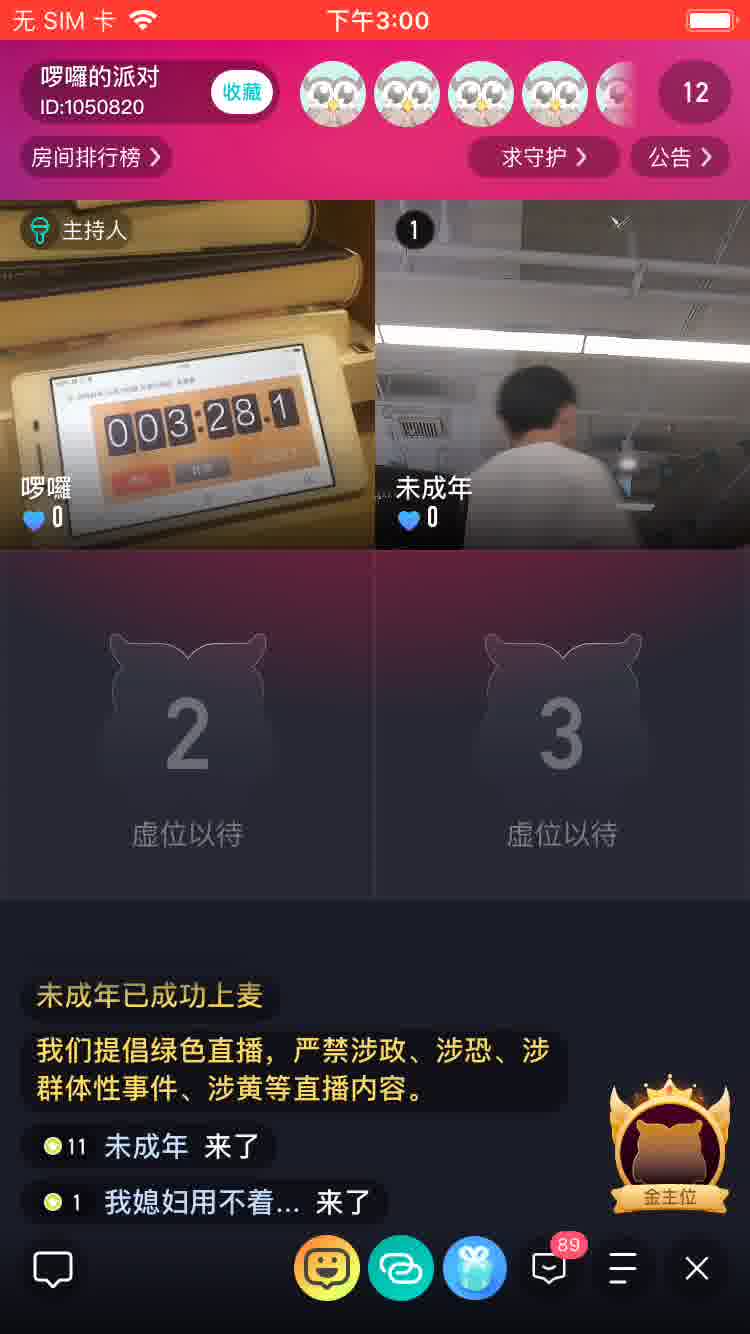 无 SIM 卡
下午3:00
啰囉的派对
ID:1050820
收藏
12
房间排行榜
求守护
公告
主持人
1
003:28.1
啰囉
0
未成年
0
2
虚位以待
3
虚位以待
未成年已成功上麦
我们提倡绿色直播，严禁涉政、涉恐、涉
群体性事件、涉黄等直播内容。
11 未成年 来了
1 我媳妇用不着... 来了
金主位
89